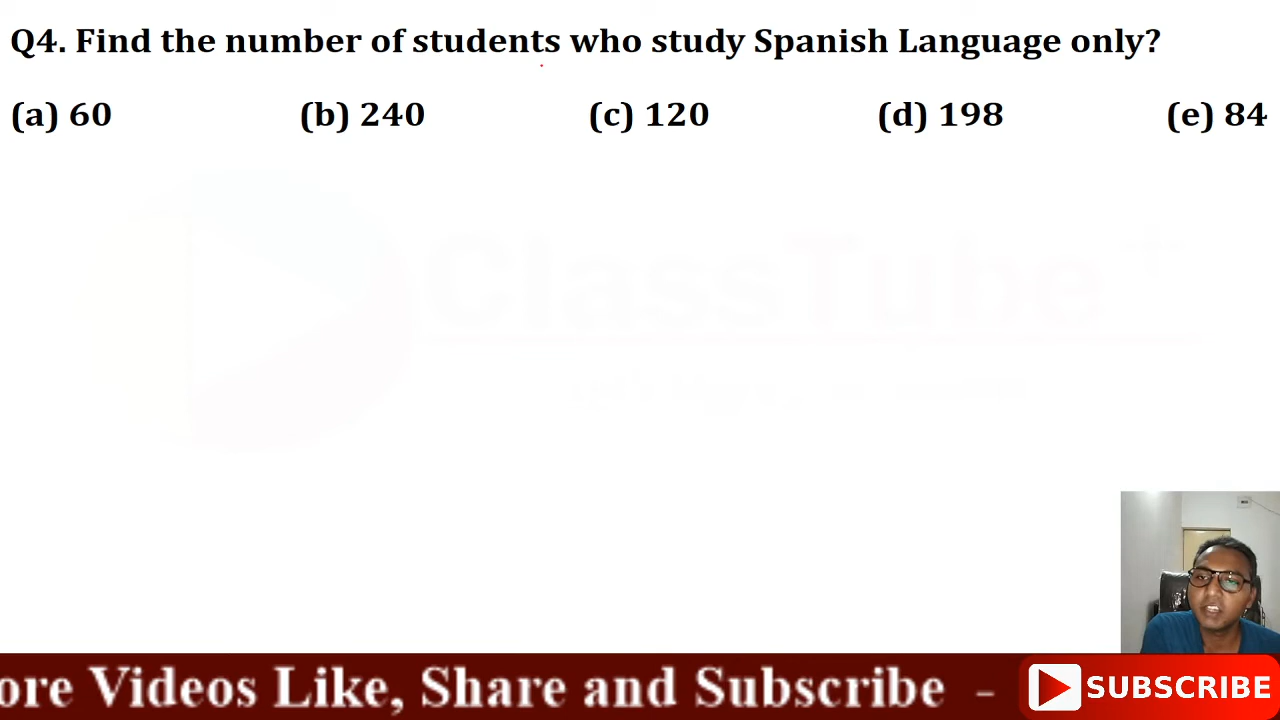 Q4. Find the number of students who study Spanish Language only?
(a) 60 (b) 240 (c) 120 (d) 198 (e) 84
ClassTube
ore Videos Like, Share and Subscribe - SUBSCRIBE